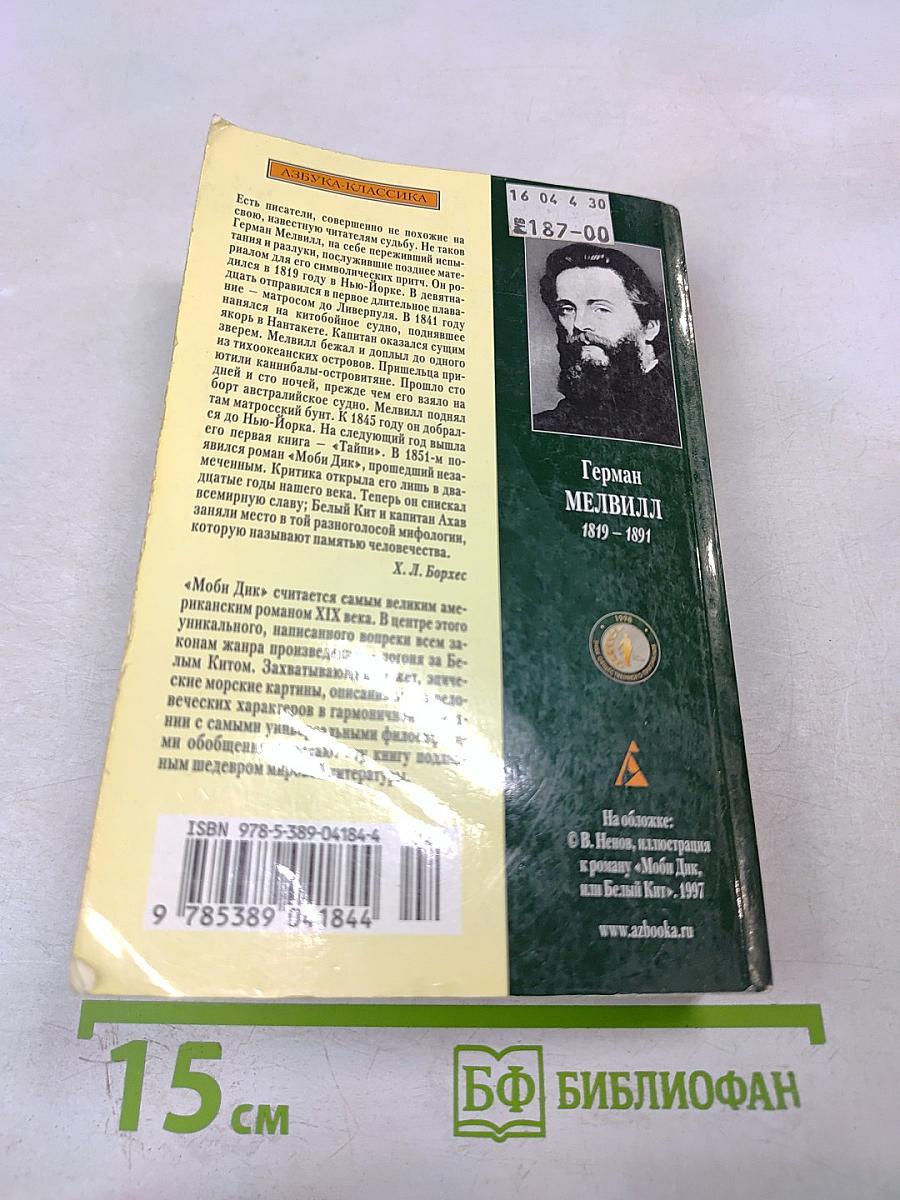 АЗБУКА-КЛАССИКА
Есть писатели, совершенно не похожие на
свою, известную читателям судьбу. Не таков
Герман Мелвилл, на себе переживший испы-
тания и разлуки, послужившие позднее мате-
риалом для его символических притч. Он ро-
дился в 1819 году в Нью-Йорке. В девятна-
дцать отправился в первое длительное плава-
ние — матросом до Ливерпуля. В 1841 году
нанялся на китобойное судно, поднявшее
якорь в Нантакете. Капитан оказался сущим
зверем. Мелвилл бежал и доплыл до одного
из тихоокеанских островов. Пришельца при-
ютили каннибалы-островитяне. Прошло сто
дней и сто ночей, прежде чем его взяло на
борт австралийское судно. Мелвилл поднял
там матросский бунт. К 1845 году он добрал-
ся до Нью-Йорка. На следующий год вышла
его первая книга — «Тайпи». В 1851-м по-
явился роман «Моби Дик», прошедший неза-
меченным. Критика открыла его лишь в два-
дцатые годы нашего века. Теперь он снискал
всемирную славу; Белый Кит и капитан Ахав
заняли место в той разноголосой мифологии,
которую называют памятью человечества.
Х. Л. Борхес
«Моби Дик» считается самым великим аме-
риканским романом XIX века. В центре этого
уникального, написанного вопреки всем за-
конам жанра погоня за Бе-
лым Китом. эпиче-
ские морские картины,
веческих характеров в
нии с самыми
ми книгу
ным шедевром литературы.
ISBN 978-5-389-04184-4
9 785389 041844
16 04 4 30
187-00
Герман
МЕЛВИЛЛ
1819 – 1891
1998
На обложке:
© В. Ненов, иллюстрация
к роману «Моби Дик,
или Белый Кит». 1997
www.azbooka.ru
15 см
БФ БИБЛИОФАН